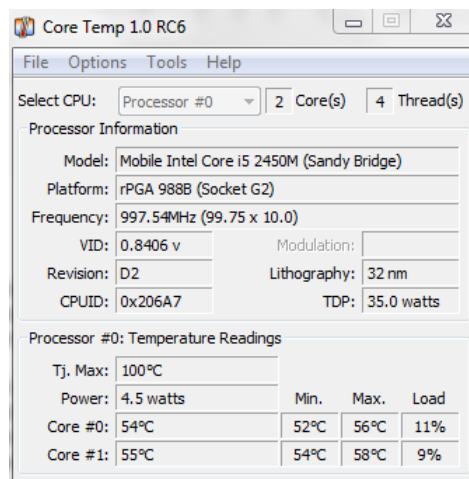 Core Temp 1.0 RC6
File Options Tools Help
Select CPU: Processor #0 2 Core(s) 4 Thread(s)
Processor Information
Model: Mobile Intel Core i5 2450M (Sandy Bridge)
Platform: rPGA 988B (Socket G2)
Frequency: 997.54MHz (99.75 x 10.0)
VID: 0.8406 v Modulation:
Revision: D2 Lithography: 32 nm
CPUID: 0x206A7 TDP: 35.0 watts
Processor #0: Temperature Readings
Tj. Max: 100°C
Power: 4.5 watts Min. Max. Load
Core #0: 54°C 52°C 56°C 11%
Core #1: 55°C 54°C 58°C 9%